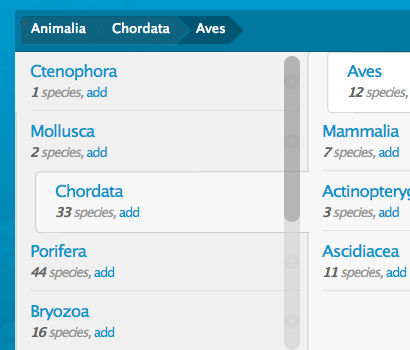 Animalia Chordata Aves
Ctenophora
1 species, add
Mollusca
2 species, add
Chordata
33 species, add
Porifera
44 species, add
Bryozoa
16 species, add
Aves
12 species,
Mammalia
7 species, add
Actinopteryg
3 species, add
Ascidiacea
11 species, add